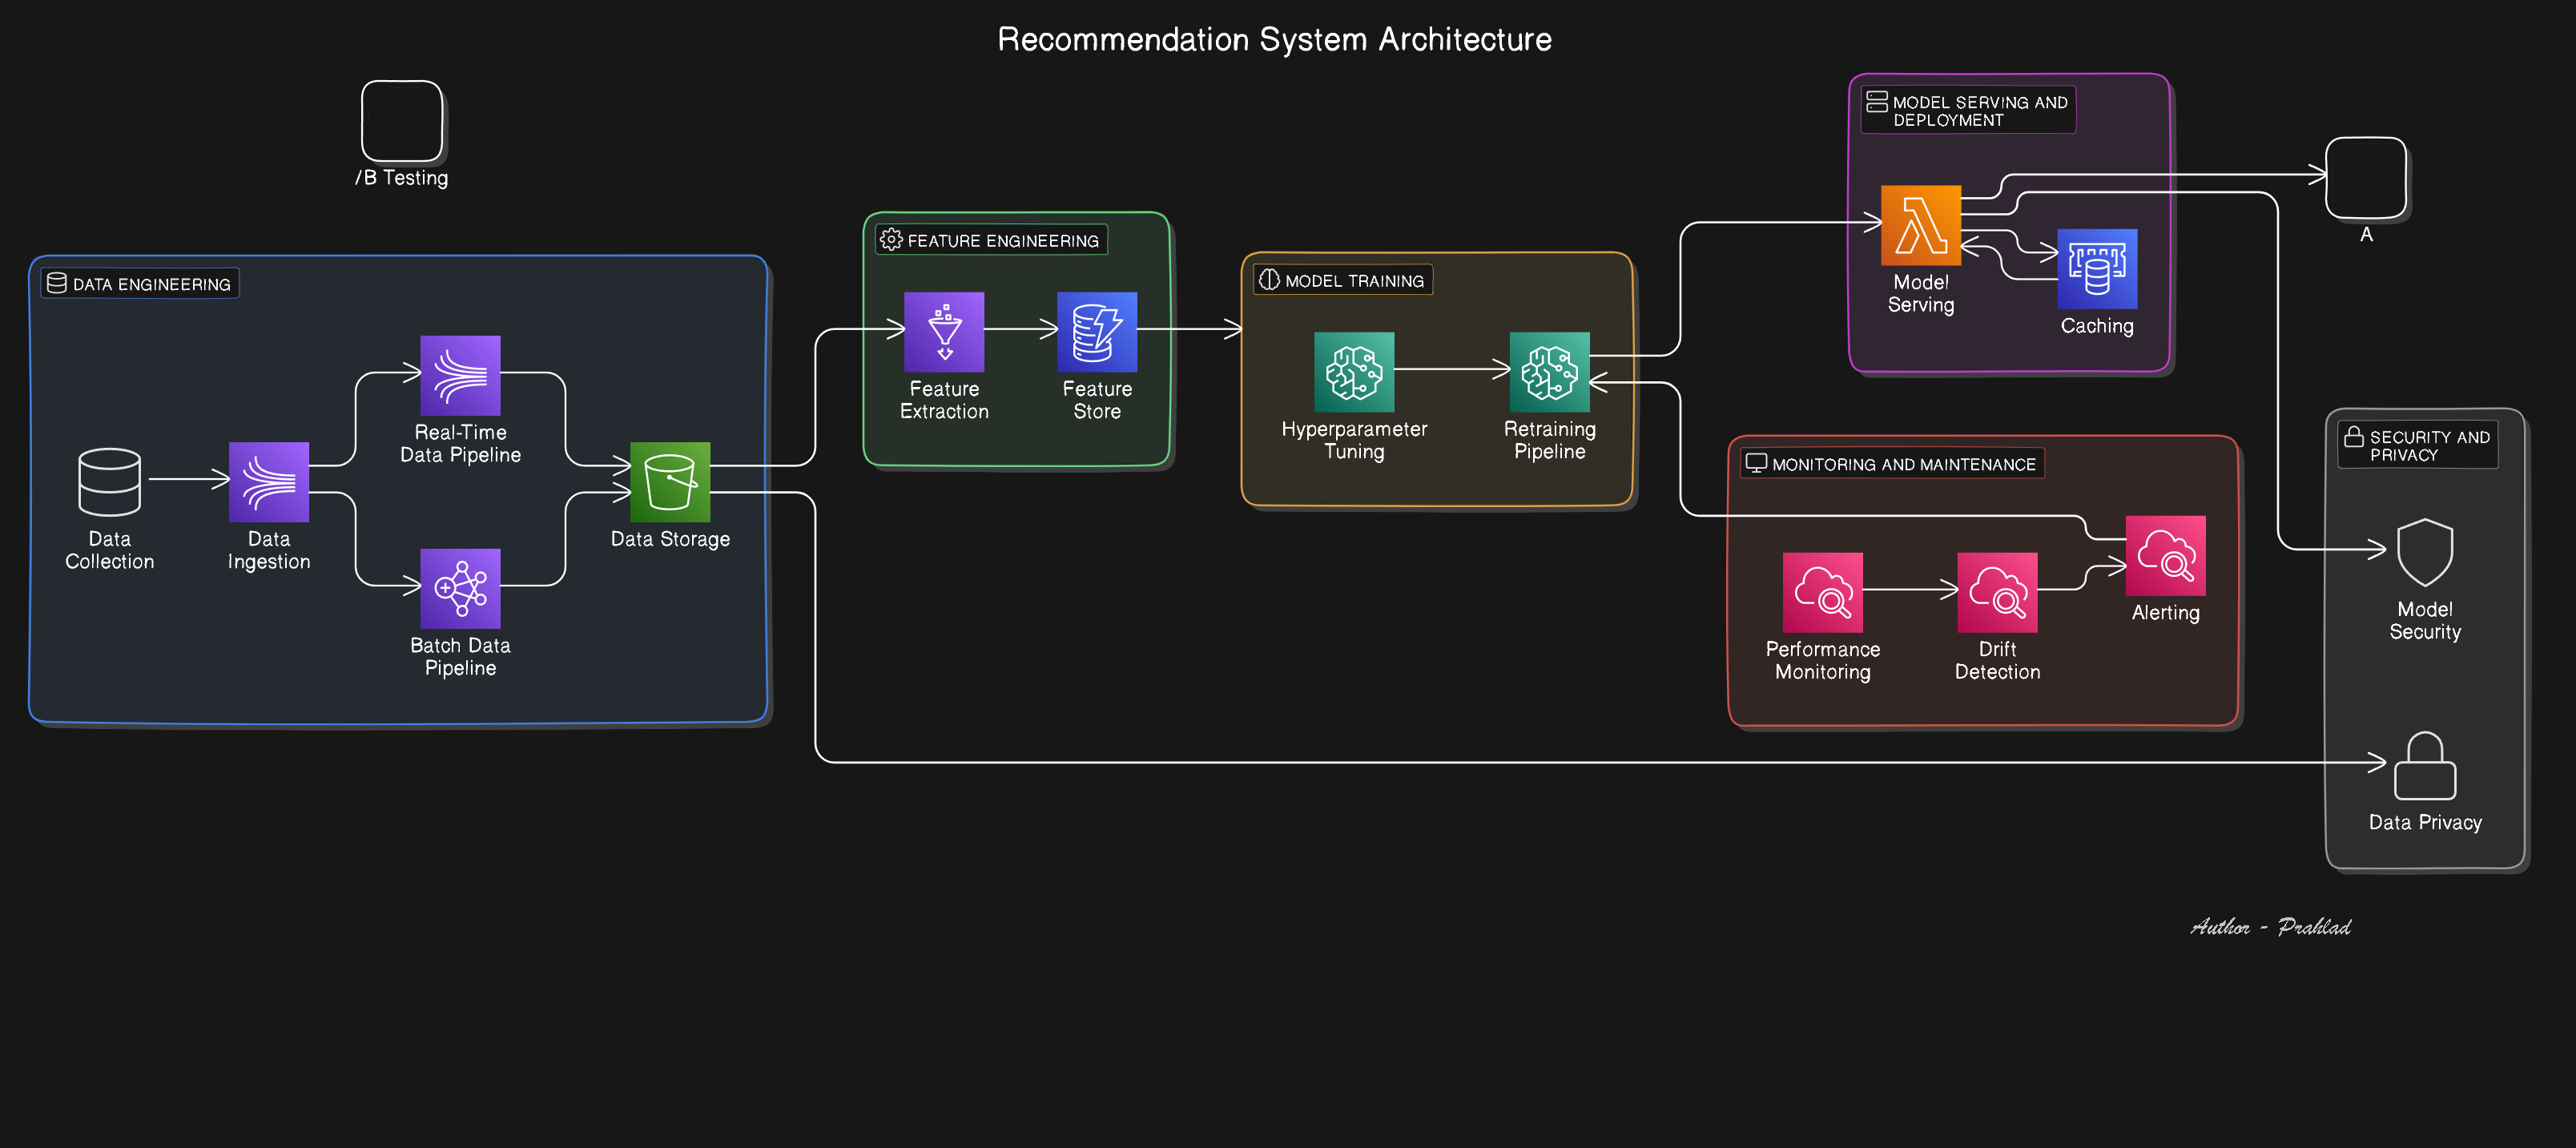 Recommendation System Architecture
/B Testing
DATA ENGINEERING
Data
Collection
Data
Ingestion
Real-Time
Data Pipeline
Batch Data
Pipeline
Data Storage
FEATURE ENGINEERING
Feature
Extraction
Feature
Store
MODEL TRAINING
Hyperparameter
Tuning
Retraining
Pipeline
MODEL SERVING AND
DEPLOYMENT
Model
Serving
Caching
A
MONITORING AND MAINTENANCE
Performance
Monitoring
Drift
Detection
Alerting
SECURITY AND
PRIVACY
Model
Security
Data Privacy
Author - Prahlad